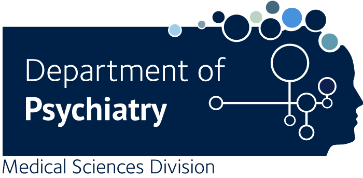 Department of
Psychiatry
Medical Sciences Division